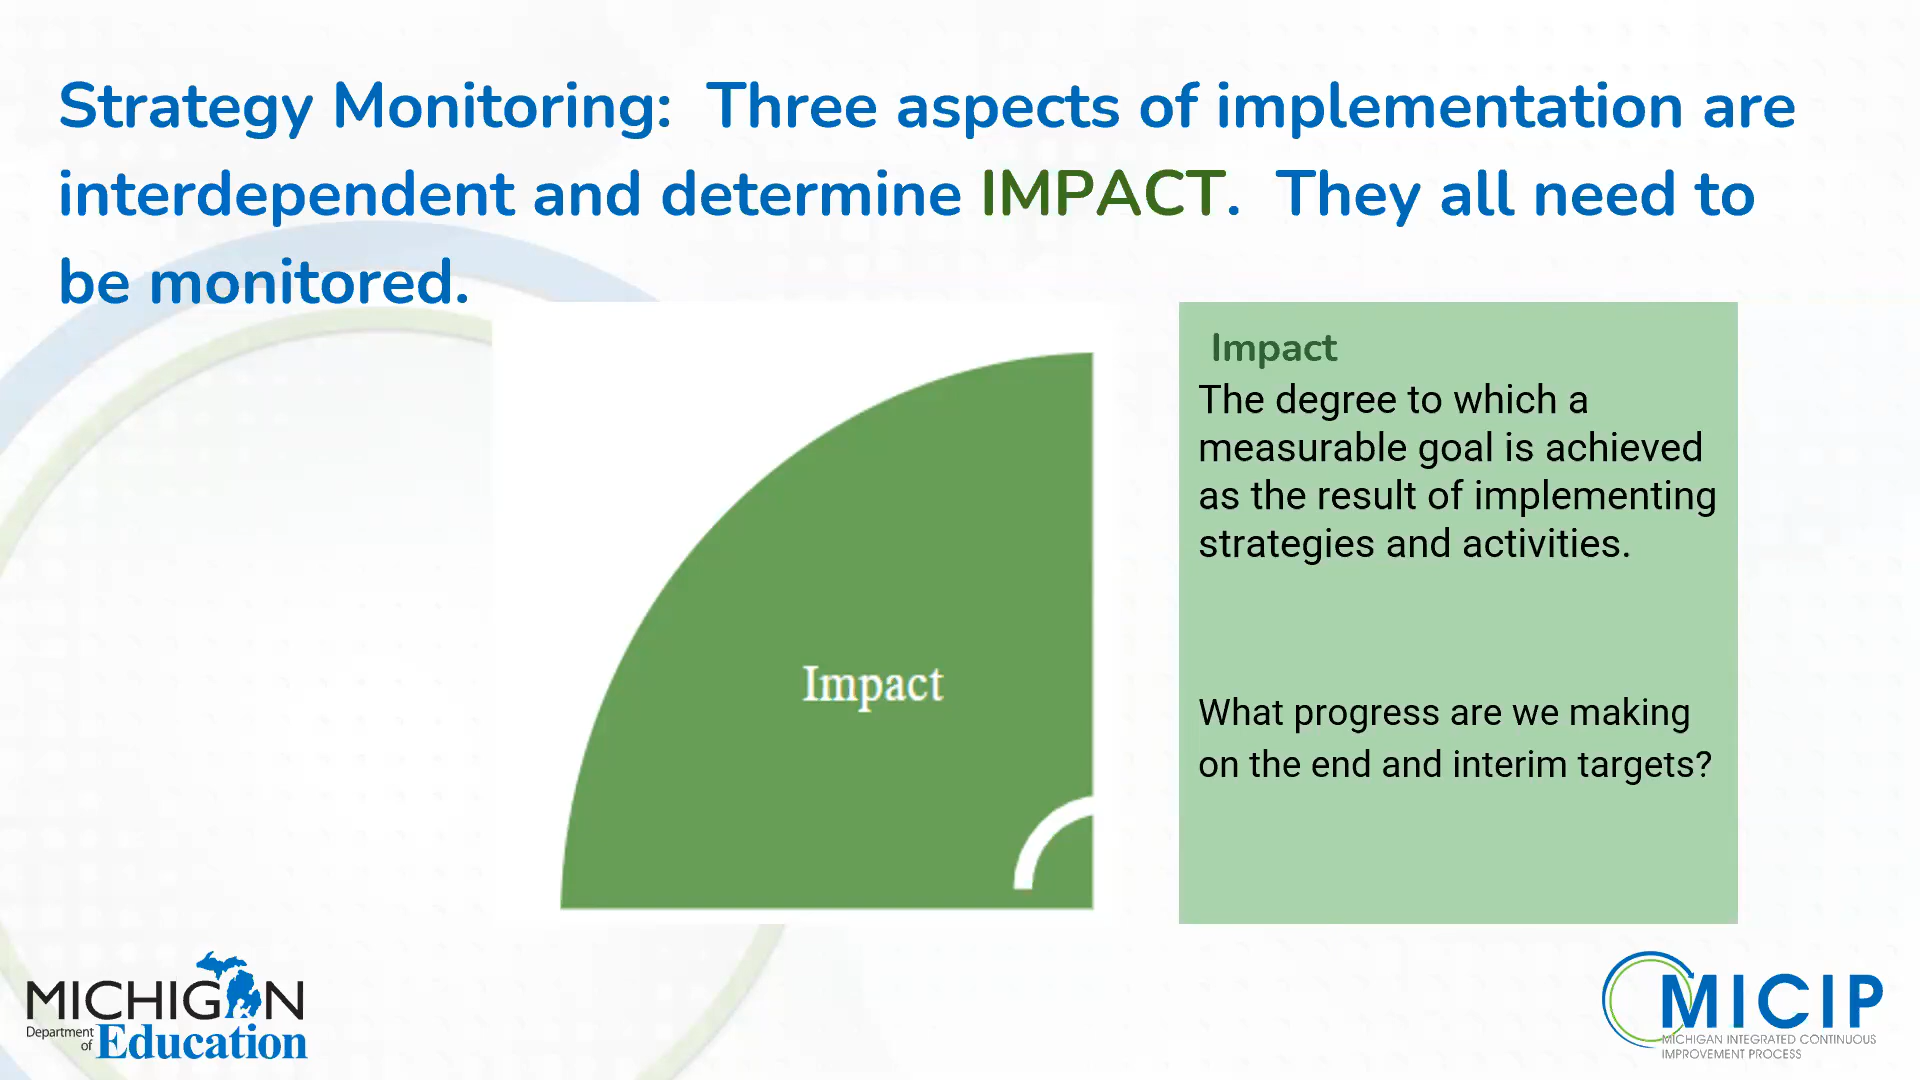 Strategy Monitoring:  Three aspects of implementation are
interdependent and determine IMPACT.  They all need to
be monitored.
Impact
Impact
The degree to which a
measurable goal is achieved
as the result of implementing
strategies and activities.
What progress are we making
on the end and interim targets?
MICHIGAN
Department
of Education
MICIP
MICHIGAN INTEGRATED CONTINUOUS
IMPROVEMENT PROCESS